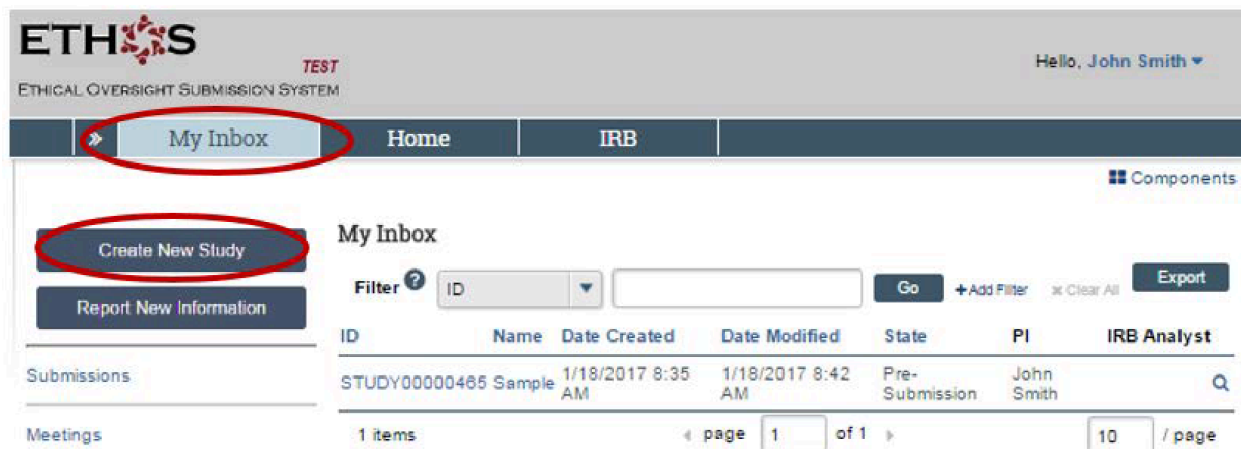 ETHOS
TEST
ETHICAL OVERSIGHT SUBMISSION SYSTEM
Hello, John Smith
» My Inbox Home IRB
Components
Create New Study
Report New Information
Submissions
Meetings
My Inbox
Filter ? ID Go +Add Filter × Clear All Export
ID Name Date Created Date Modified State PI IRB Analyst
STUDY00000465 Sample 1/18/2017 8:35 AM 1/18/2017 8:42 AM Pre-Submission John Smith
1 items page 1 of 1 10 / page